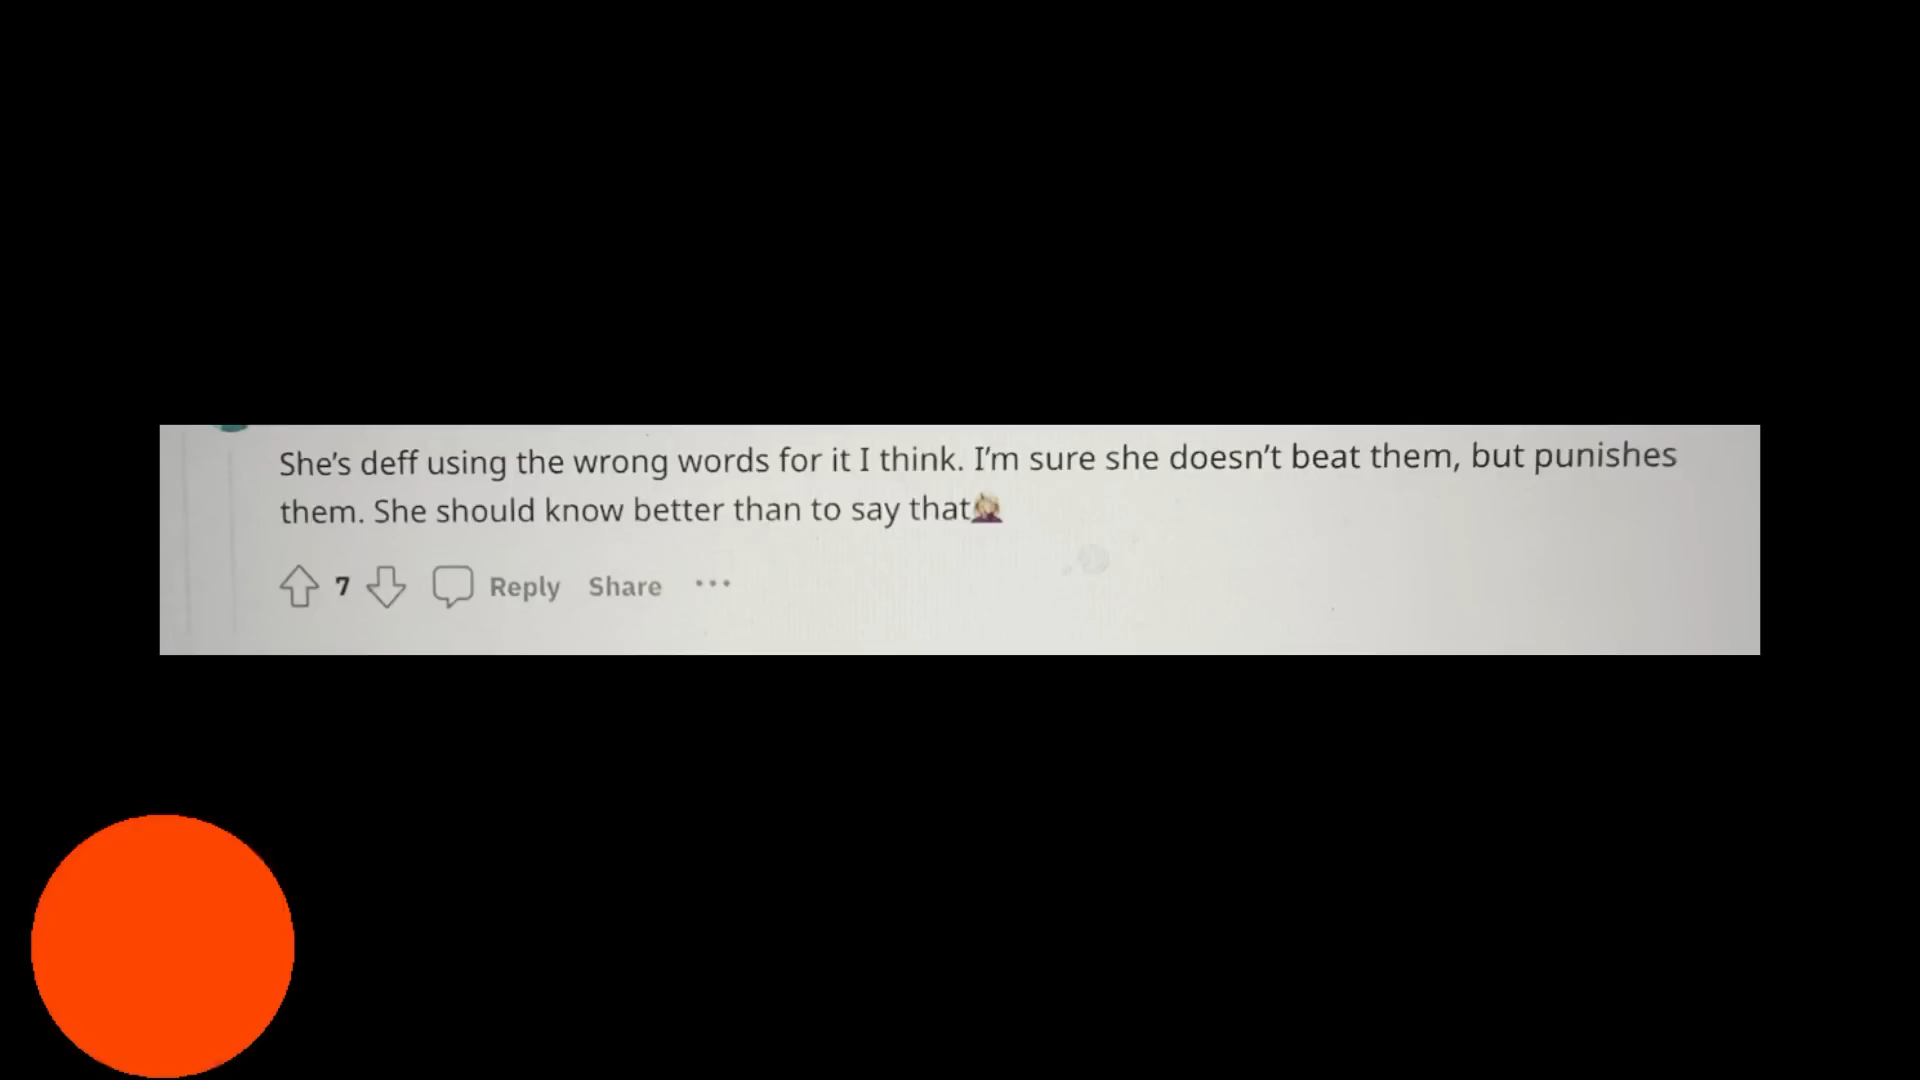 She's deff using the wrong words for it I think. I'm sure she doesn't beat them, but punishes
them. She should know better than to say that🤦🏼‍♀️
7 Reply Share ···